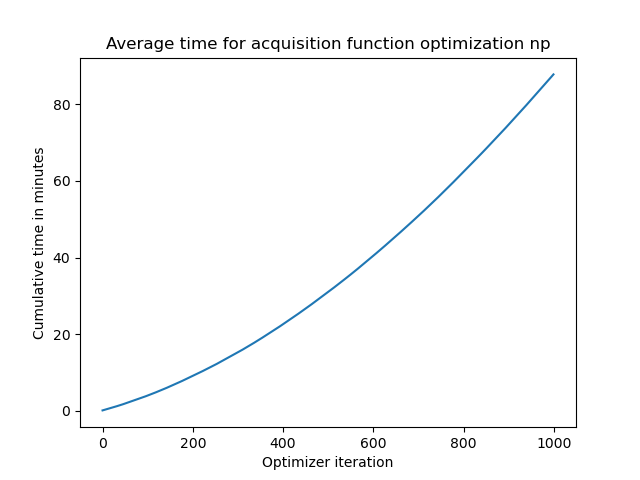 Average time for acquisition function optimization np
Cumulative time in minutes
80
60
40
20
0
0 200 400 600 800 1000
Optimizer iteration